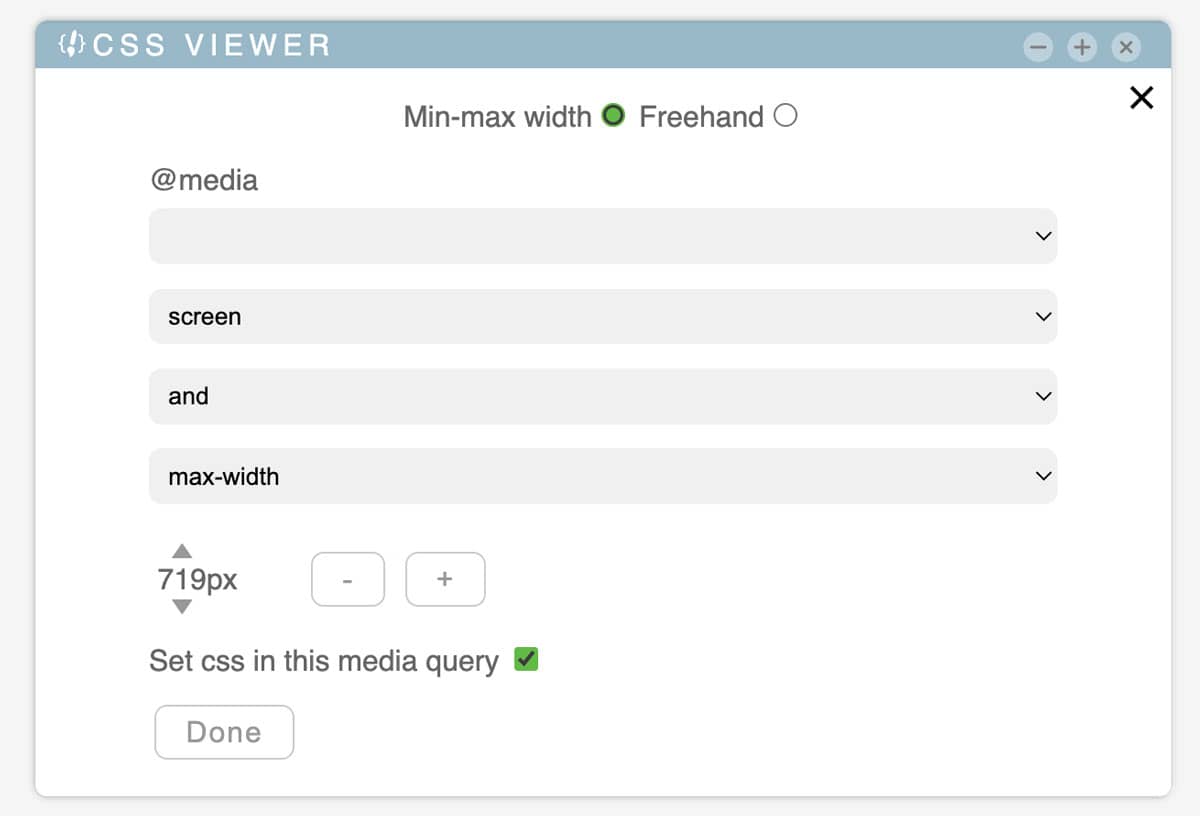 {!}CSS VIEWER
Min-max width Freehand
@media
screen
and
max-width
719px - +
Set css in this media query
Done